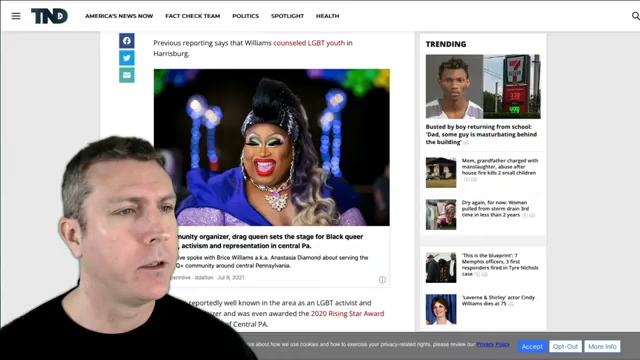 TND
AMERICA'S NEWS NOW
FACT CHECK TEAM
POLITICS
SPOTLIGHT
HEALTH
Previous reporting says that Williams counseled LGBT youth in
Harrisburg.
munity organizer, drag queen sets the stage for Black queer
activism and representation in central Pa.
ive spoke with Brice Williams a.k.a. Anastasia Diamond about serving the
Q+ community around central Pennsylvania.
Jul 9, 2021
reportedly well known in the area as an LGBT activist and
nizer and was even awarded the 2020 Rising Star Award
of Central PA.
TRENDING
Busted by boy returning from school:
'Dad, some guy is masturbating behind
the building'
Mom, grandfather charged with
manslaughter, abuse after
house fire kills 2 small
children
Dry again, for now: Woman
pulled from storm drain 3rd
time in less than 2 years
"This is the blueprint': 7
Memphis officers, 3 first
responders fired in Tyre Nichols
case
'Laverne & Shirley' actor Cindy
Williams dies at 75
about how we use cookies and how to exercise your privacy-related rights, please review our Privacy Policy
Accept
Opt-Out
More Info